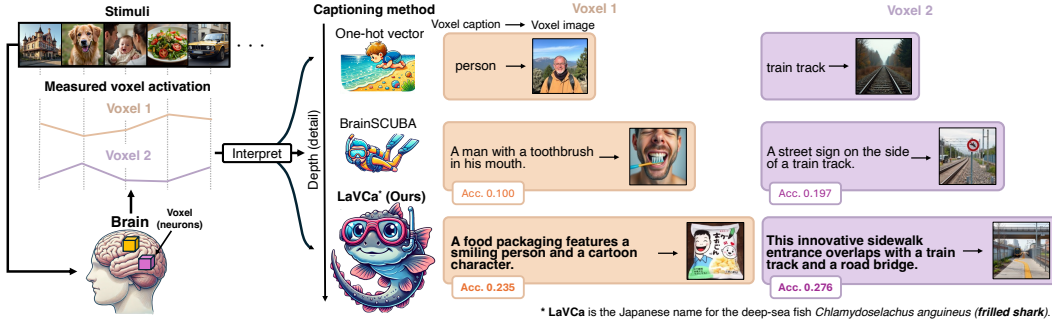 Stimuli
. . .
Measured voxel activation
Voxel 1
Voxel 2
Brain
Voxel
(neurons)
Interpret
Depth (detail)
Captioning method
One-hot vector
BrainSCUBA
LaVCa* (Ours)
Voxel 1
Voxel caption → Voxel image
person
A man with a toothbrush
in his mouth.
Acc. 0.100
A food packaging features a
smiling person and a cartoon
character.
Acc. 0.235
Voxel 2
train track
A street sign on the side
of a train track.
Acc. 0.197
This innovative sidewalk
entrance overlaps with a train
track and a road bridge.
Acc. 0.276
* LaVCa is the Japanese name for the deep-sea fish Chlamydoselachus anguineus (frilled shark).